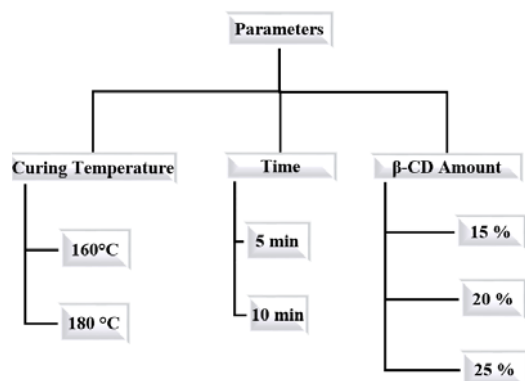 Parameters
Curing Temperature
Time
β-CD Amount
160°C
180 °C
5 min
10 min
15 %
20 %
25 %